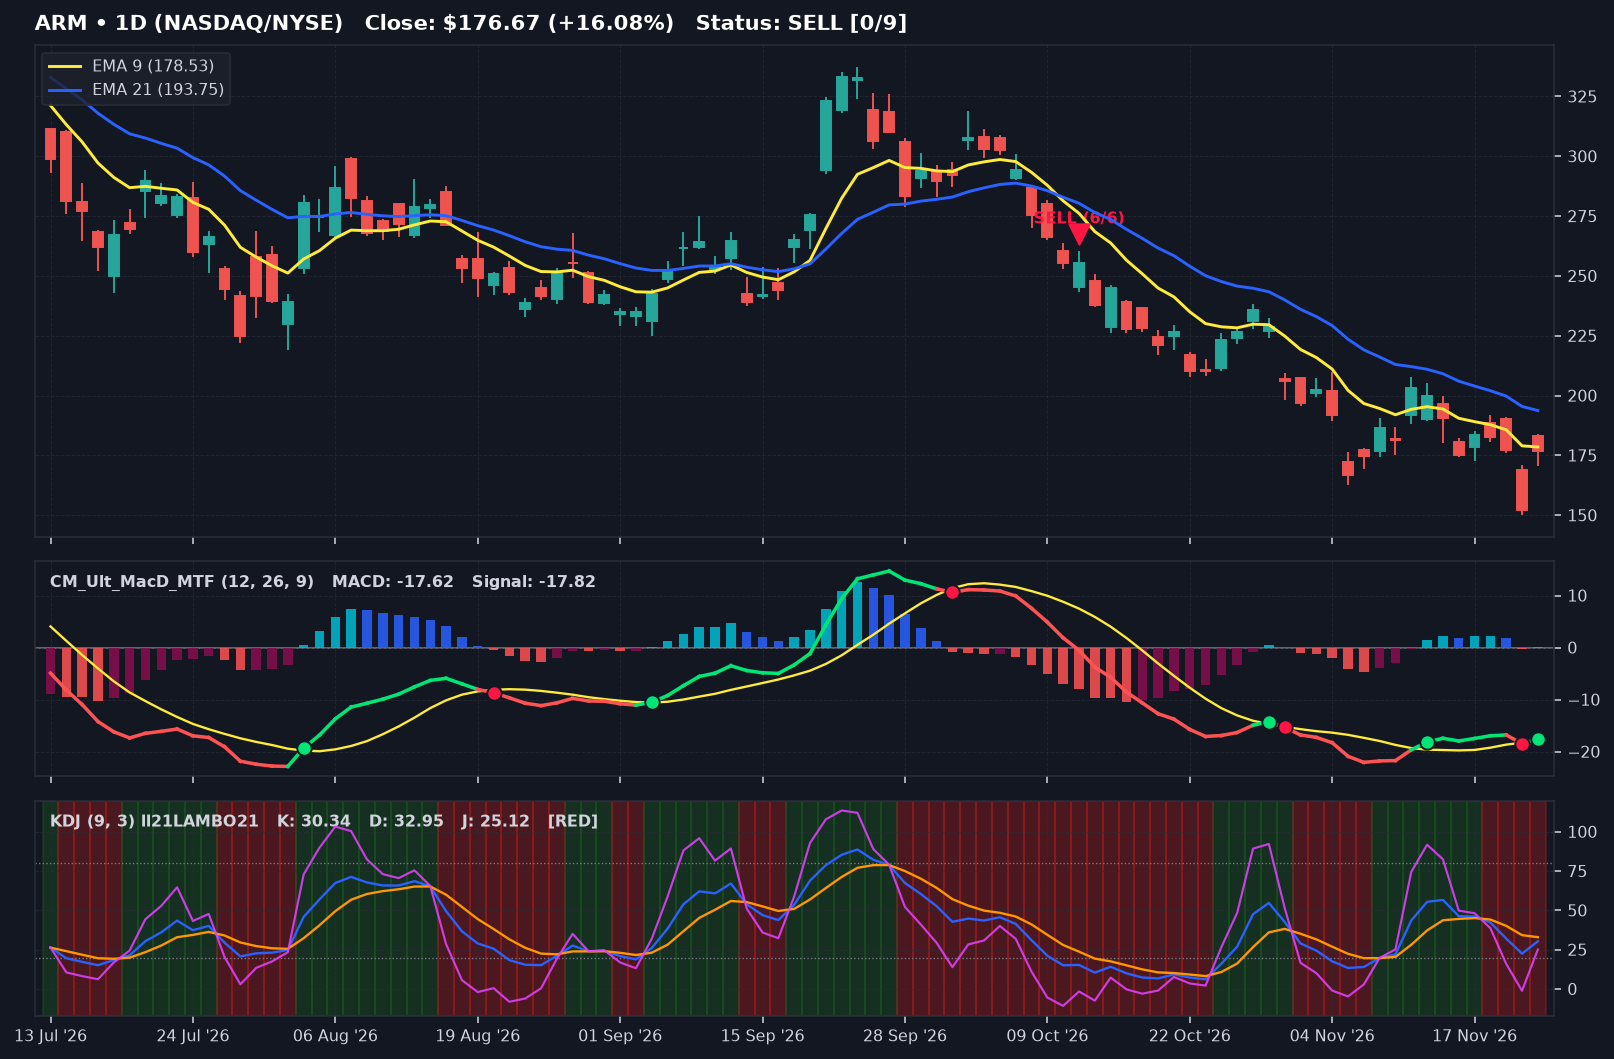 ARM • 1D (NASDAQ/NYSE)   Close: $176.67 (+16.08%)   Status: SELL [0/9]
EMA 9 (178.53)
EMA 21 (193.75)
325
300
275
250
225
200
175
150
SELL (6/6)
CM_Ult_MacD_MTF (12, 26, 9)   MACD: -17.62   Signal: -17.82
10
0
−10
−20
KDJ (9, 3) II21LAMBO21   K: 30.34   D: 32.95   J: 25.12   [RED]
100
75
50
25
0
13 Jul '26
24 Jul '26
06 Aug '26
19 Aug '26
01 Sep '26
15 Sep '26
28 Sep '26
09 Oct '26
22 Oct '26
04 Nov '26
17 Nov '26